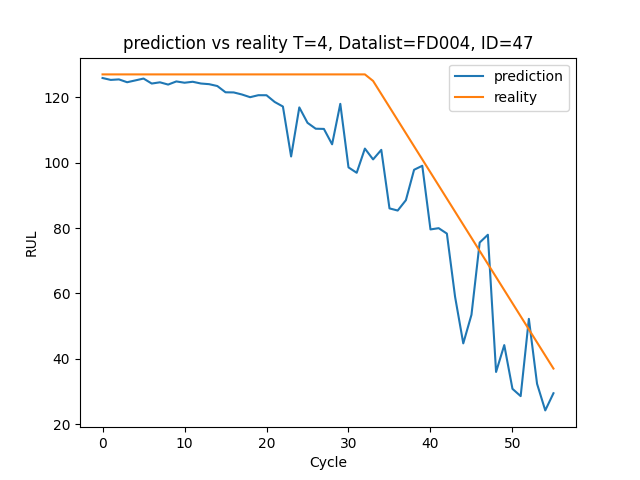 prediction vs reality T=4, Datalist=FD004, ID=47
prediction
reality
120
100
80
60
40
20
RUL
0 10 20 30 40 50
Cycle